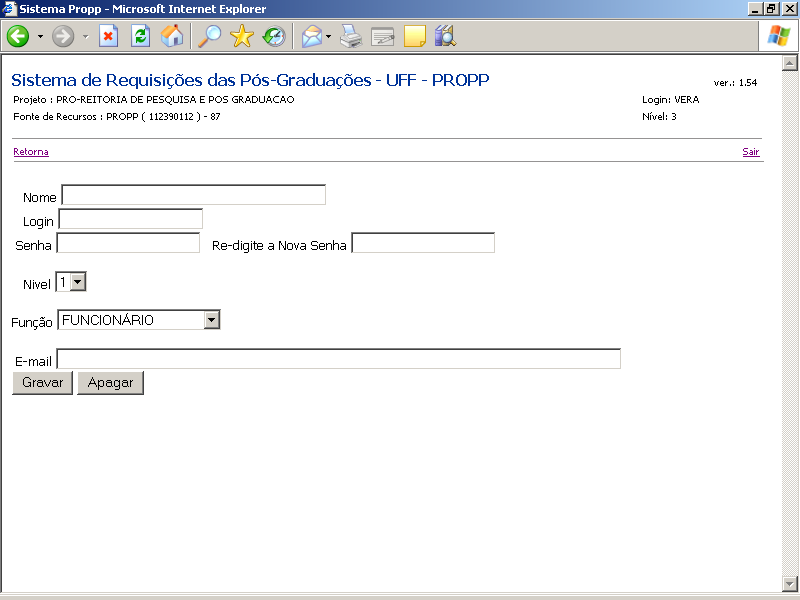 Sistema Propp - Microsoft Internet Explorer
Sistema de Requisições das Pós-Graduações - UFF - PROPP
ver.: 1.54
Projeto : PRO-REITORIA DE PESQUISA E POS GRADUACAO
Login: VERA
Fonte de Recursos : PROPP ( 112390112 ) - 87
Nível: 3
Retorna
Sair
Nome
Login
Senha Re-digite a Nova Senha
Nivel 1
Função FUNCIONÁRIO
E-mail
Gravar Apagar